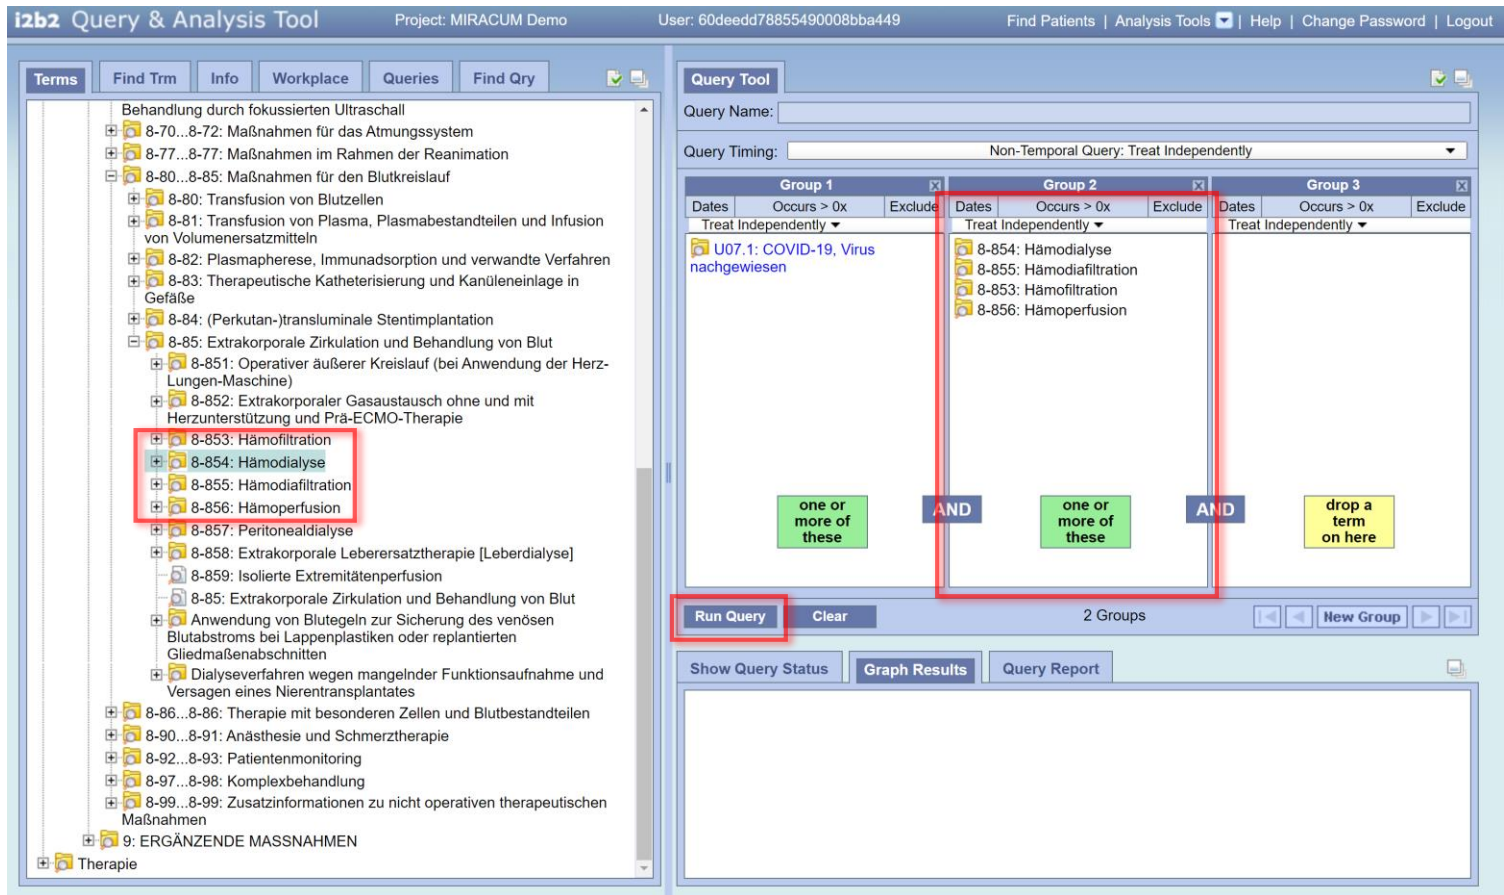 i2b2 Query & Analysis Tool
Project: MIRACUM Demo
User: 60deedd78855490008bba449
Find Patients | Analysis Tools | Help | Change Password | Logout
Terms
Find Trm
Info
Workplace
Queries
Find Qry
Behandlung durch fokussierten Ultraschall
8-70...8-72: Maßnahmen für das Atmungssystem
8-77...8-77: Maßnahmen im Rahmen der Reanimation
8-80...8-85: Maßnahmen für den Blutkreislauf
8-80: Transfusion von Blutzellen
8-81: Transfusion von Plasma, Plasmabestandteilen und Infusion
von Volumenersatzmitteln
8-82: Plasmapherese, Immunadsorption und verwandte Verfahren
8-83: Therapeutische Katheterisierung und Kanüleneinlage in
Gefäße
8-84: (Perkutan-)transluminale Stentimplantation
8-85: Extrakorporale Zirkulation und Behandlung von Blut
8-851: Operativer äußerer Kreislauf (bei Anwendung der Herz-
Lungen-Maschine)
8-852: Extrakorporaler Gasaustausch ohne und mit
Herzunterstützung und Prä-ECMO-Therapie
8-853: Hämofiltration
8-854: Hämodialyse
8-855: Hämodiafiltration
8-856: Hämoperfusion
8-857: Peritonealdialyse
8-858: Extrakorporale Leberersatztherapie [Leberdialyse]
8-859: Isolierte Extremitätenperfusion
8-85: Extrakorporale Zirkulation und Behandlung von Blut
Anwendung von Blutegeln zur Sicherung des venösen
Blutabstroms bei Lappenplastiken oder replantierten
Gliedmaßenabschnitten
Dialyseverfahren wegen mangelnder Funktionsaufnahme und
Versagen eines Nierentransplantates
8-86...8-86: Therapie mit besonderen Zellen und Blutbestandteilen
8-90...8-91: Anästhesie und Schmerztherapie
8-92...8-93: Patientenmonitoring
8-97...8-98: Komplexbehandlung
8-99...8-99: Zusatzinformationen zu nicht operativen therapeutischen
Maßnahmen
9: ERGÄNZENDE MASSNAHMEN
Therapie
Query Tool
Query Name:
Query Timing:
Non-Temporal Query: Treat Independently
Group 1
Dates
Occurs > 0x
Exclude
Treat Independently
U07.1: COVID-19, Virus
nachgewiesen
one or
more of
these
AND
Group 2
Dates
Occurs > 0x
Exclude
Treat Independently
8-854: Hämodialyse
8-855: Hämodiafiltration
8-853: Hämofiltration
8-856: Hämoperfusion
one or
more of
these
AND
Group 3
Dates
Occurs > 0x
Exclude
Treat Independently
drop a
term
on here
Run Query
Clear
2 Groups
New Group
Show Query Status
Graph Results
Query Report